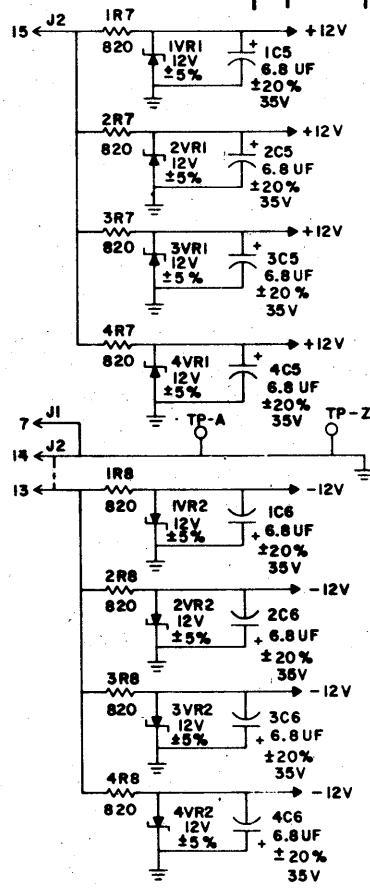 15 J2 1R7 820 1VR1 12V ±5% + 1C5 6.8 UF ±20% 35V +12V
2R7 820 2VR1 12V ±5% + 2C5 6.8 UF ±20% 35V +12V
3R7 820 3VR1 12V ±5% + 3C5 6.8 UF ±20% 35V +12V
4R7 820 4VR1 12V ±5% + 4C5 6.8 UF ±20% 35V +12V
7 J1
14 J2 TP-A TP-Z
13 1R8 820 1VR2 12V ±5% + 1C6 6.8 UF ±20% 35V -12V
2R8 820 2VR2 12V ±5% + 2C6 6.8 UF ±20% 35V -12V
3R8 820 3VR2 12V ±5% + 3C6 6.8 UF ±20% 35V -12V
4R8 820 4VR2 12V ±5% + 4C6 6.8 UF ±20% 35V -12V